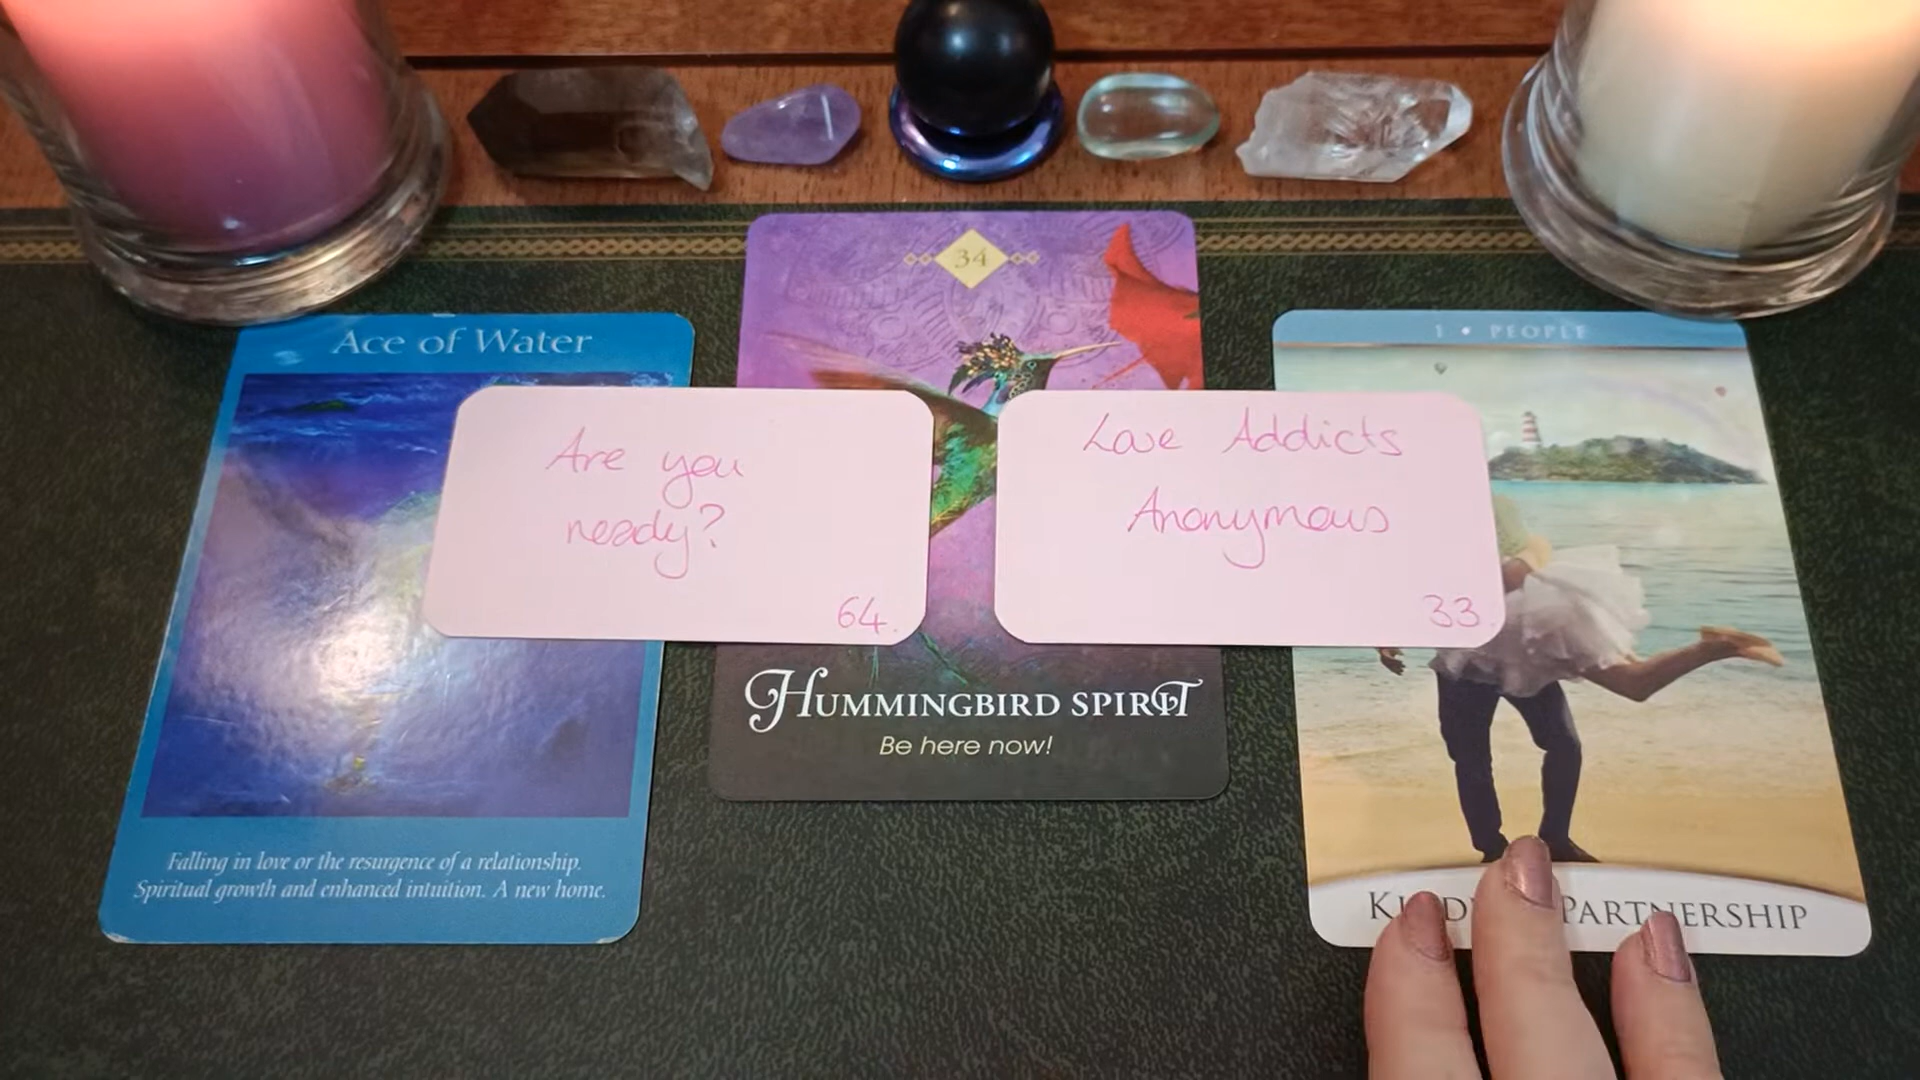 34
Ace of Water
1 • PEOPLE
Are you
ready?
64.
Love Addicts
Anonymous
33.
HUMMINGBIRD SPIRIT
Be here now!
Falling in love or the resurgence of a relationship.
Spiritual growth and enhanced intuition. A new home.
PARTNERSHIP